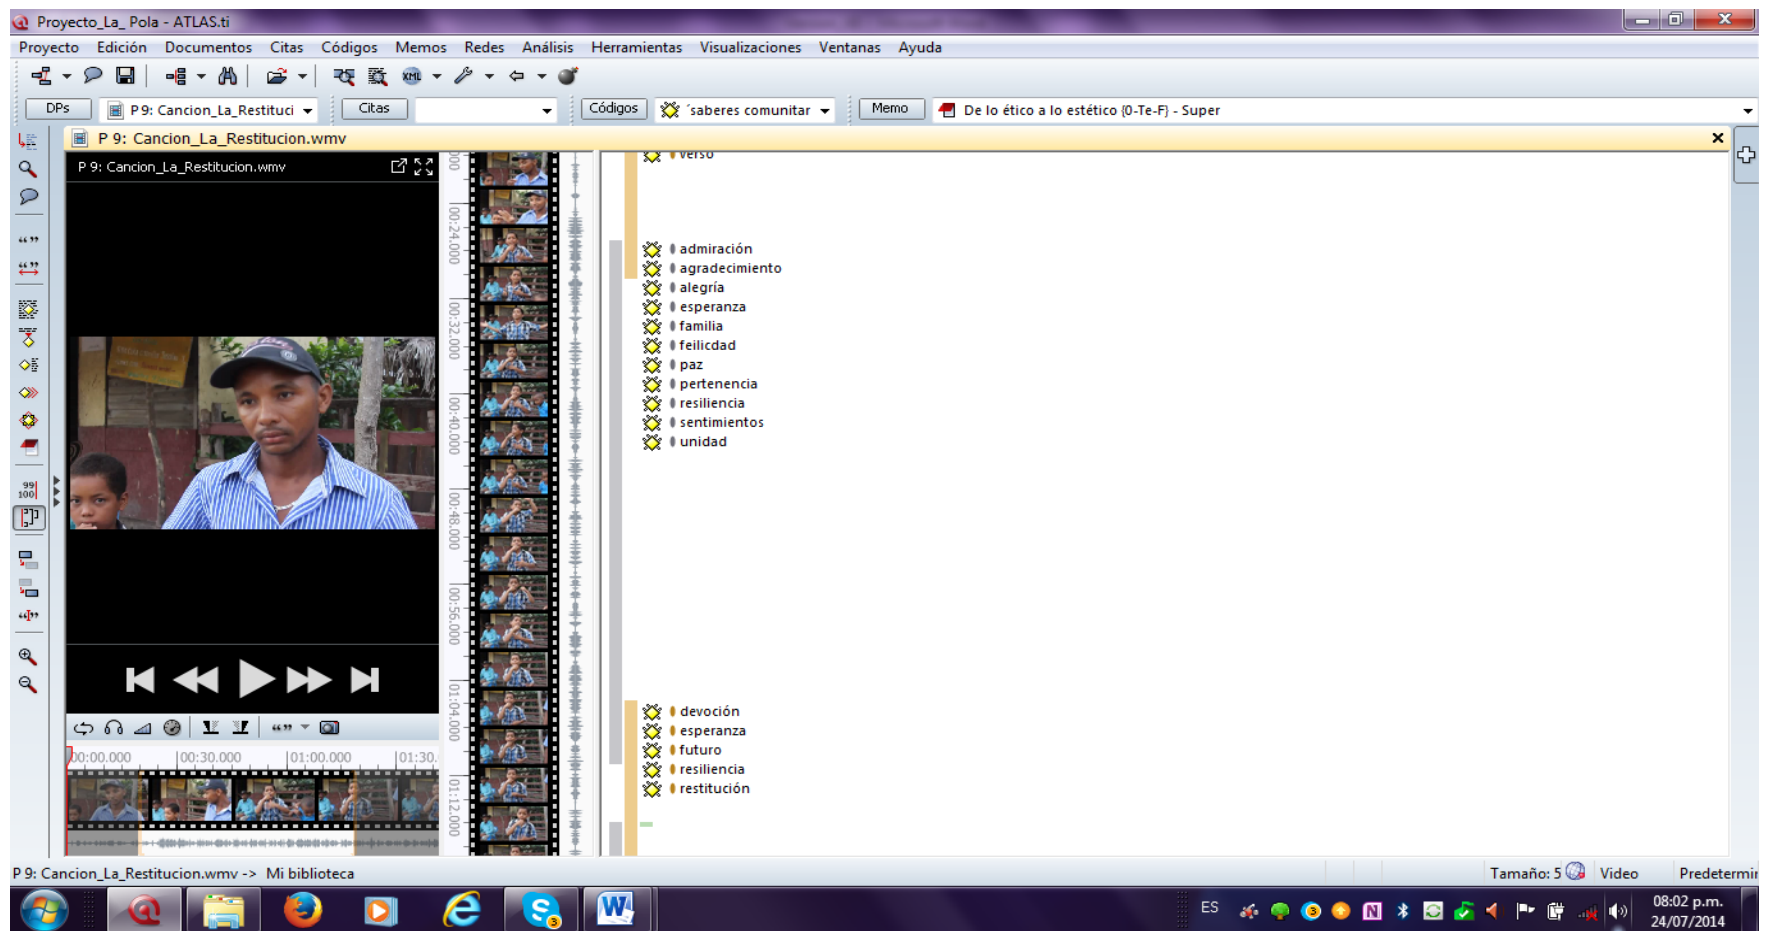 Proyecto_La_ Pola - ATLAS.ti
Proyecto Edición Documentos Citas Códigos Memos Redes Análisis Herramientas Visualizaciones Ventanas Ayuda
XML
DPs P 9: Cancion_La_Restituci Citas Códigos ´saberes comunitar Memo De lo ético a lo estético {0-Te-F} - Super
P 9: Cancion_La_Restitucion.wmv
P 9: Cancion_La_Restitucion.wmv
verso
00:24.000
admiración
agradecimiento
alegría
esperanza
00:32.000
familia
feilicdad
paz
pertenencia
00:40.000
resiliencia
sentimientos
unidad
99
100
00:48.000
00:56.000
01:04.000
devoción
esperanza
futuro
resiliencia
restitución
00:00.000 00:30.000 01:00.000 01:30.
01:12.000
P 9: Cancion_La_Restitucion.wmv -> Mi biblioteca
Tamaño: 5 Video Predetermi
ES
08:02 p.m.
24/07/2014